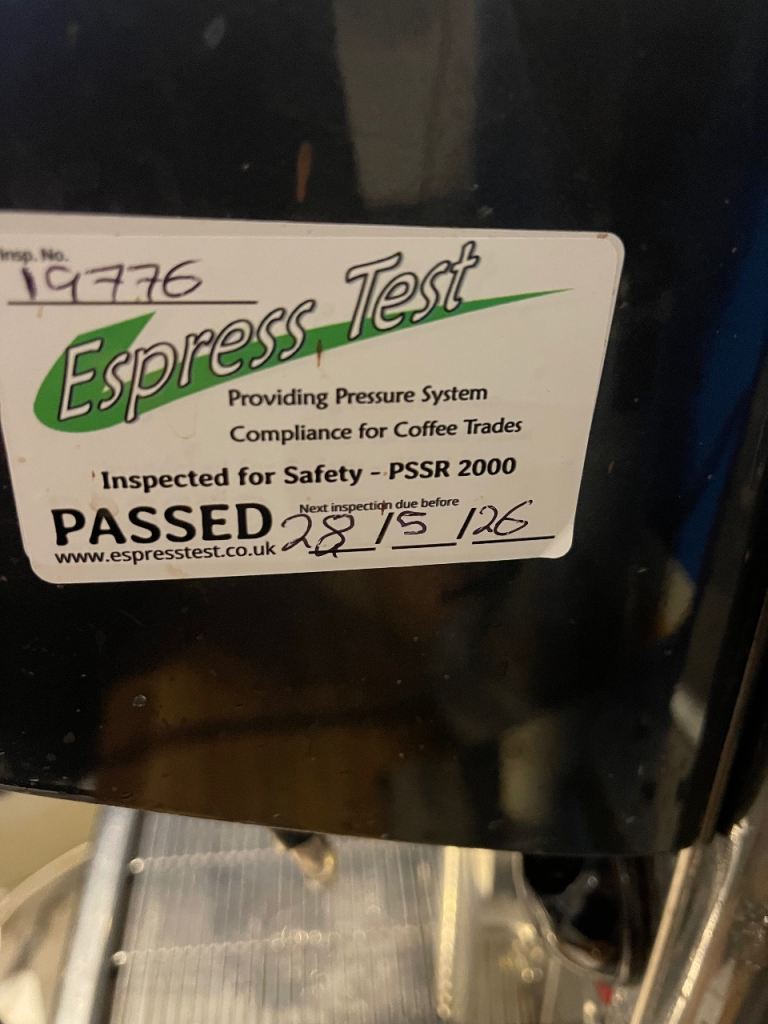 Insp. No.
19776
Espress Test
Providing Pressure System
Compliance for Coffee Trades
Inspected for Safety - PSSR 2000
Next inspection due before
PASSED 28/5/26
www.espresstest.co.uk